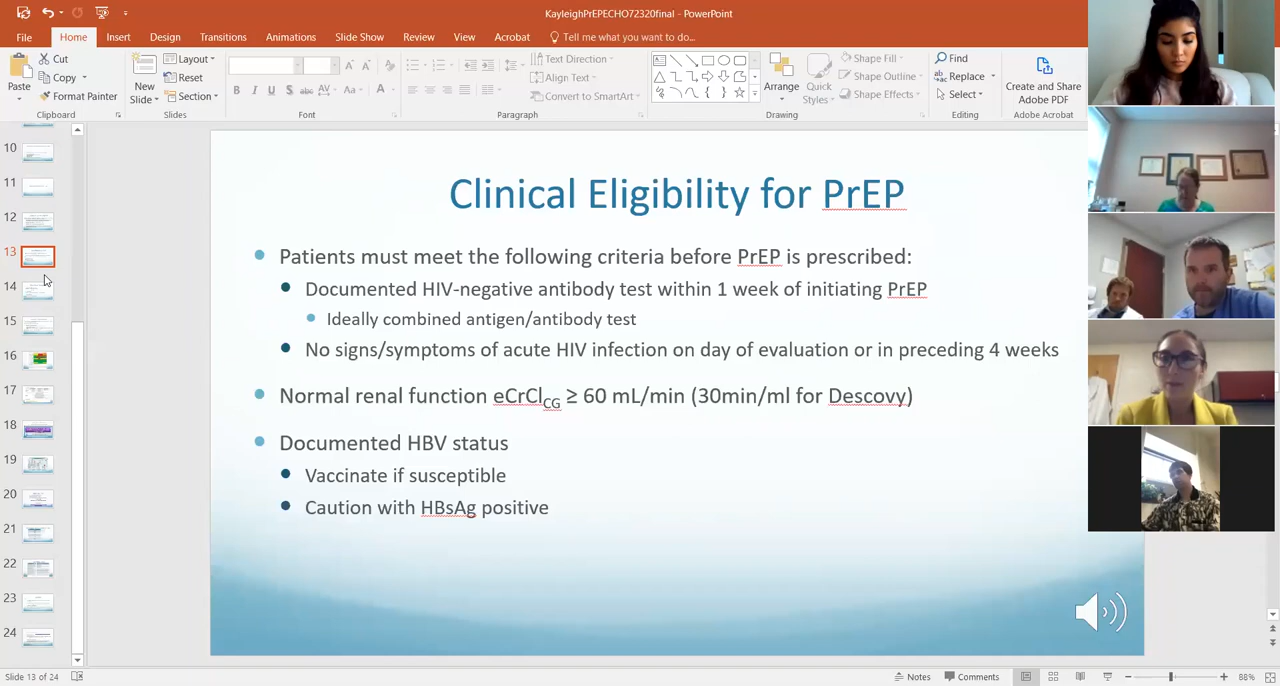 KayleighPrEPECHO72320final - PowerPoint
File Home Insert Design Transitions Animations Slide Show Review View Acrobat Tell me what you want to do...
Paste
Cut
Copy
Format Painter
Clipboard
New
Slide
Layout
Reset
Section
Slides
B I U S abc AV Aa A
Font
Paragraph
Text Direction
Align Text
Convert to SmartArt
Arrange
Quick
Styles
Shape Fill
Shape Outline
Shape Effects
Drawing
Find
Replace
Select
Editing
Create and Share
Adobe PDF
Adobe Acrobat
10
11
12
13
14
15
16
17
18
19
20
21
22
23
24
Clinical Eligibility for PrEP
Patients must meet the following criteria before PrEP is prescribed:
Documented HIV-negative antibody test within 1 week of initiating PrEP
Ideally combined antigen/antibody test
No signs/symptoms of acute HIV infection on day of evaluation or in preceding 4 weeks
Normal renal function eCrClCG ≥ 60 mL/min (30min/ml for Descovy)
Documented HBV status
Vaccinate if susceptible
Caution with HBsAg positive
Slide 13 of 24
Notes
Comments
88%